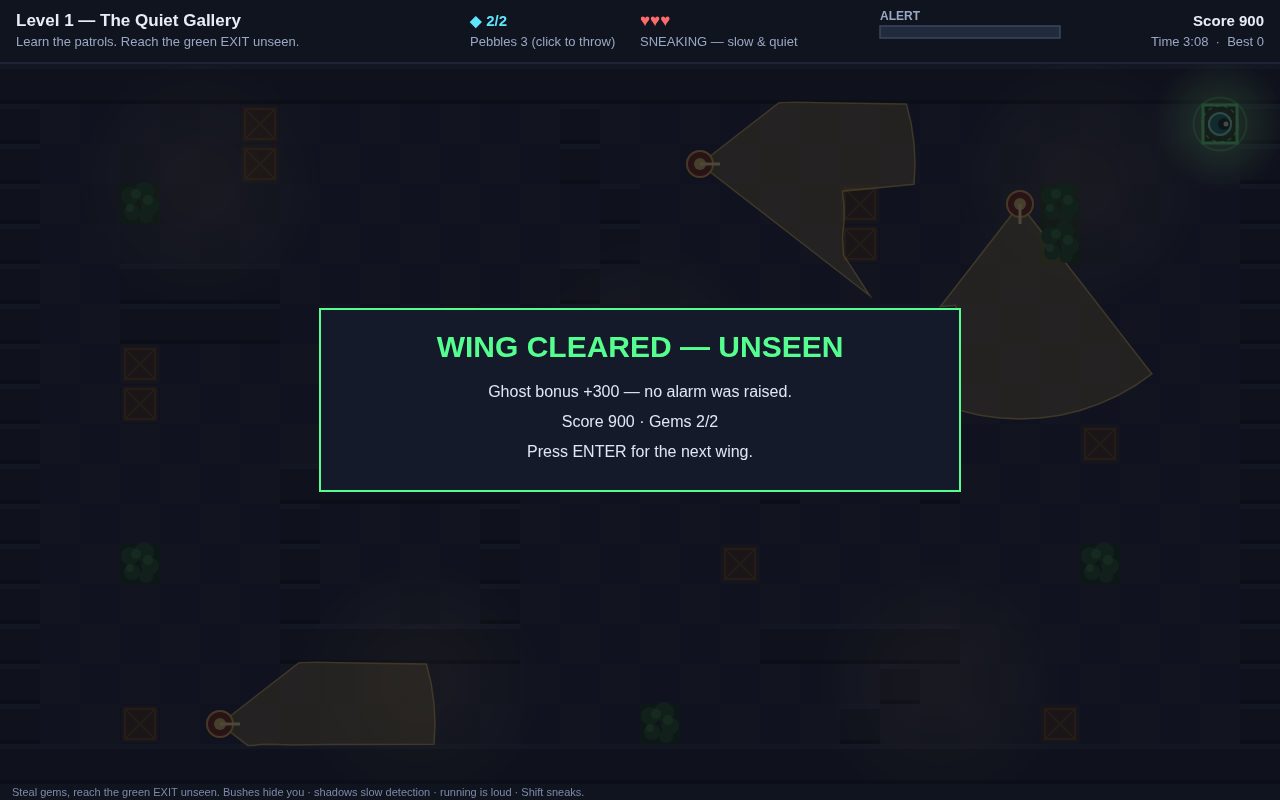 Level 1 — The Quiet Gallery
Learn the patrols. Reach the green EXIT unseen.
◆ 2/2
Pebbles 3 (click to throw)
♥♥♥
SNEAKING — slow & quiet
ALERT
Score 900
Time 3:08 · Best 0
WING CLEARED — UNSEEN
Ghost bonus +300 — no alarm was raised.
Score 900 · Gems 2/2
Press ENTER for the next wing.
Steal gems, reach the green EXIT unseen. Bushes hide you · shadows slow detection · running is loud · Shift sneaks.